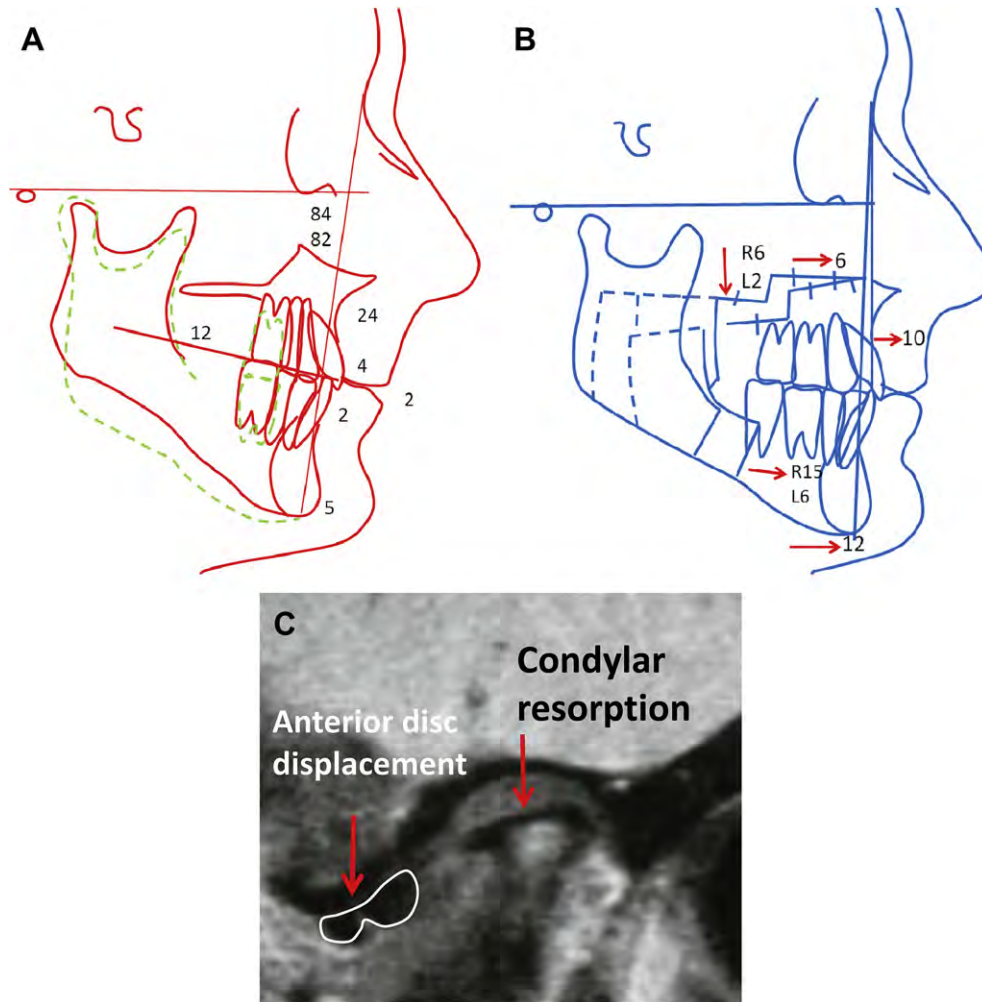 A
84
82
24
12
4
2
2
5
B
R6
L2
6
10
R15
L6
12
C
Condylar
resorption
Anterior disc
displacement